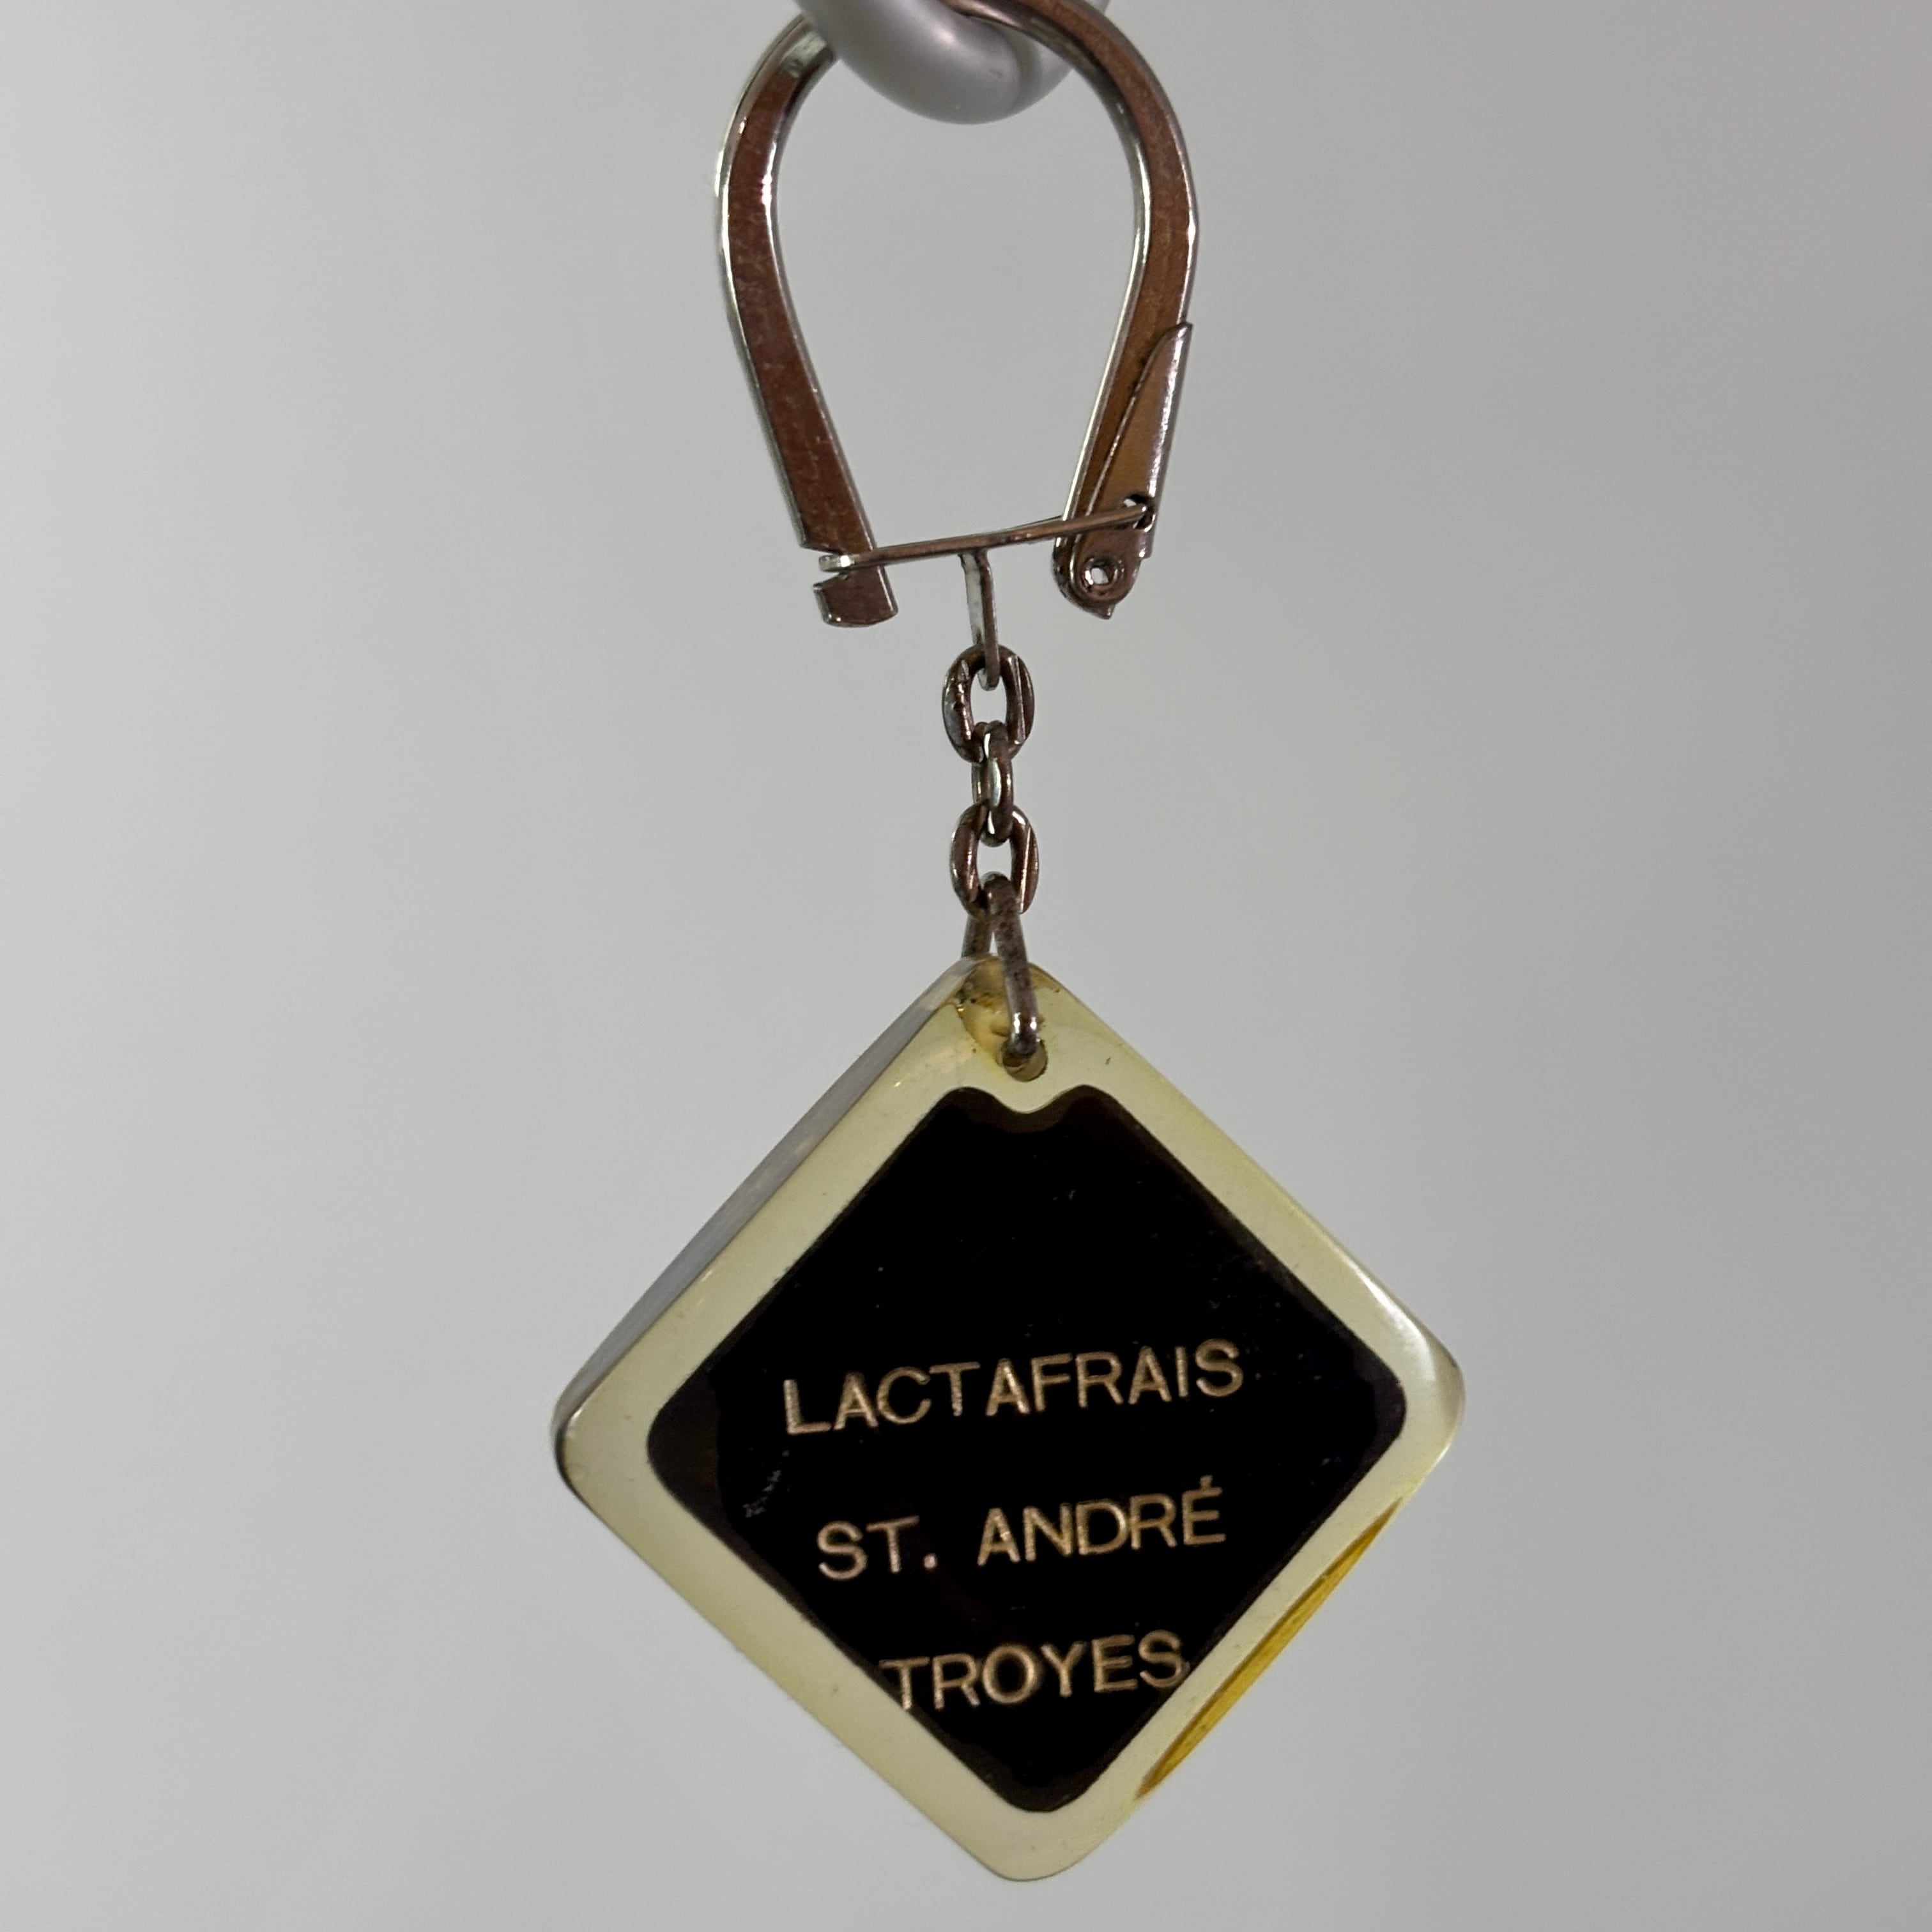 LACTAFRAIS
ST. ANDRÉ
TROYES